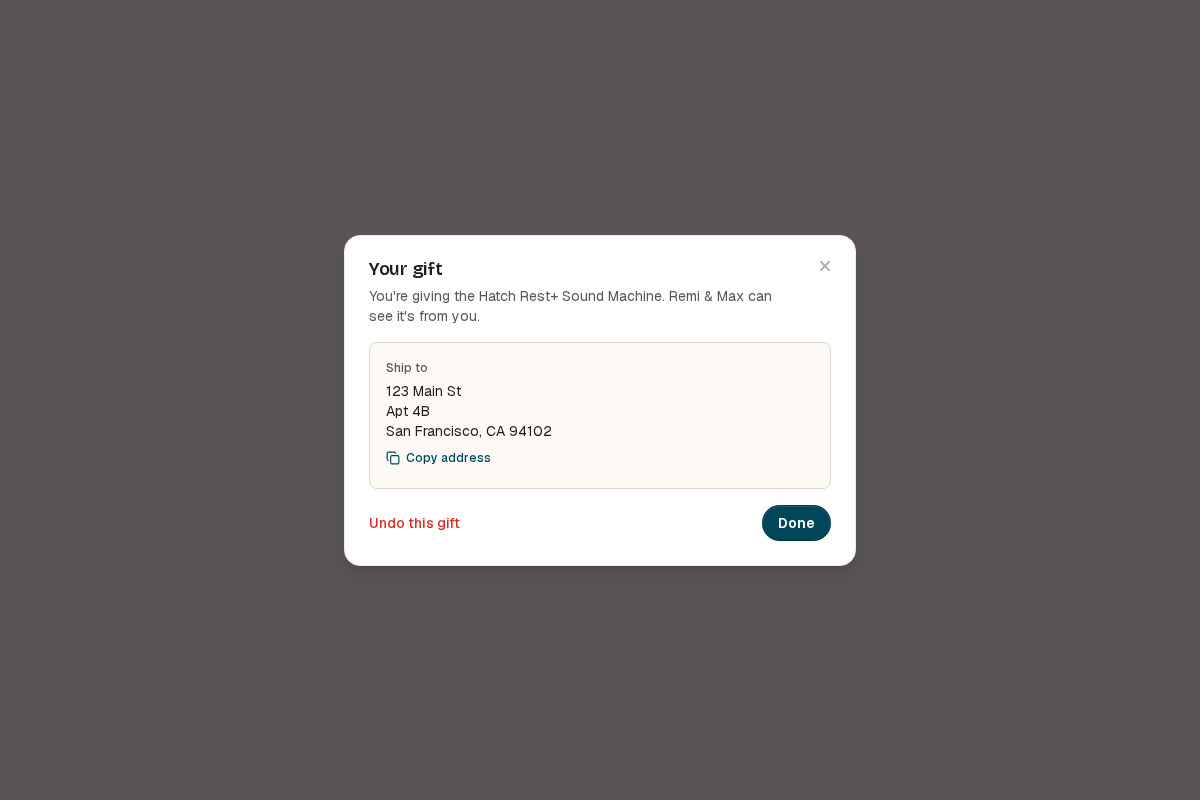 Your gift
You're giving the Hatch Rest+ Sound Machine. Remi & Max can
see it's from you.
Ship to
123 Main St
Apt 4B
San Francisco, CA 94102
Copy address
Undo this gift
Done